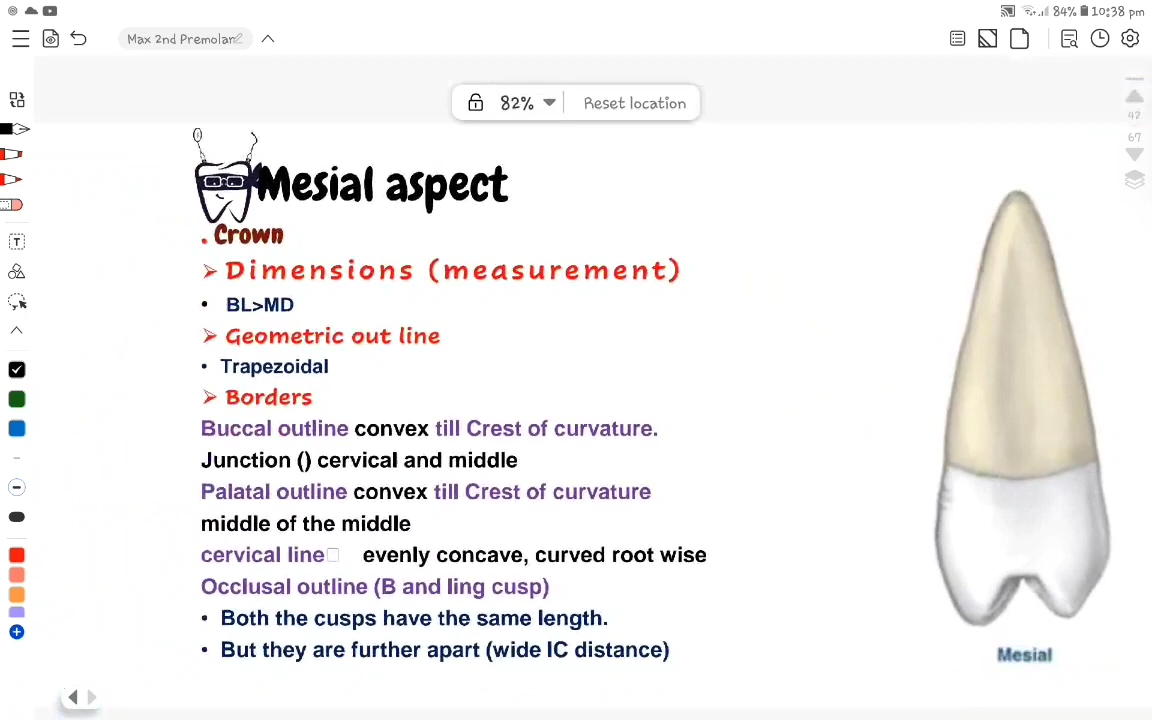 84% 10:38 pm
Max 2nd Premolar
82% Reset location
42
67
Mesial aspect
. Crown
➢ Dimensions (measurement)
• BL>MD
➢ Geometric out line
• Trapezoidal
➢ Borders
Buccal outline convex till Crest of curvature.
Junction () cervical and middle
Palatal outline convex till Crest of curvature
middle of the middle
cervical line□ evenly concave, curved root wise
Occlusal outline (B and ling cusp)
• Both the cusps have the same length.
• But they are further apart (wide IC distance)
Mesial
T